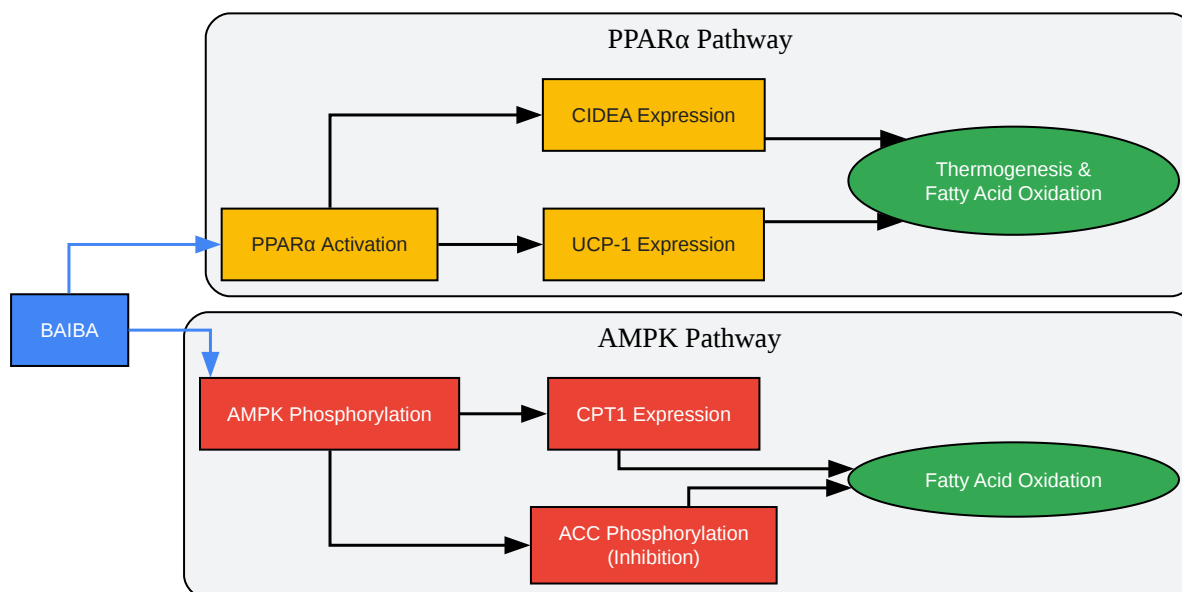 PPARα Pathway
CIDEA Expression
Thermogenesis &
Fatty Acid Oxidation
PPARα Activation
UCP-1 Expression
BAIBA
AMPK Pathway
AMPK Phosphorylation
CPT1 Expression
Fatty Acid Oxidation
ACC Phosphorylation
(Inhibition)